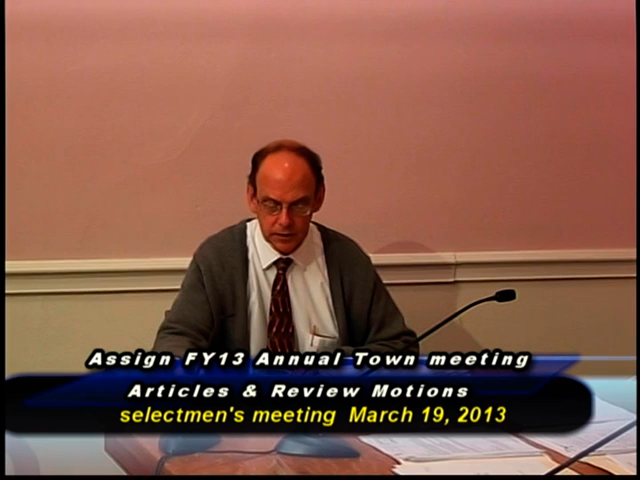 Assign FY13 Annual Town meeting
Articles & Review Motions
selectmen's meeting March 19, 2013